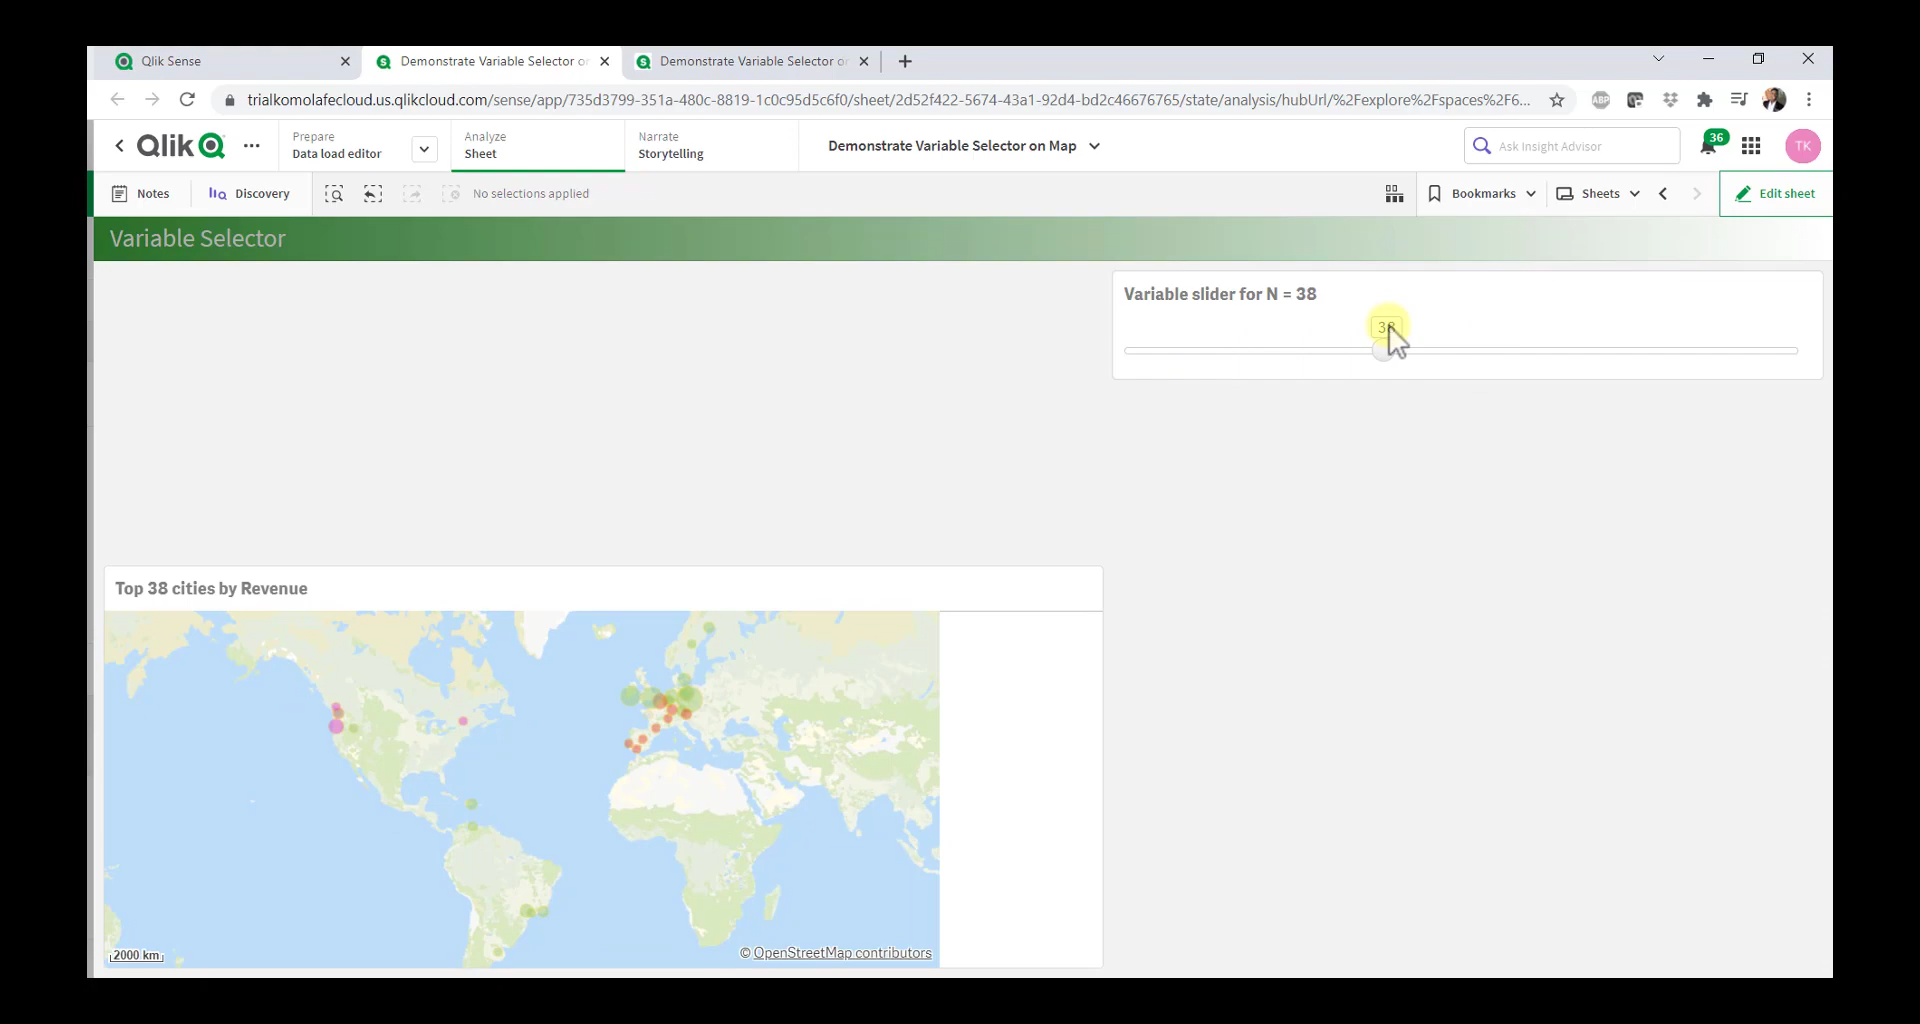 Qlik Sense
Demonstrate Variable Selector or
Demonstrate Variable Selector or
trialkomolafecloud.us.qlikcloud.com/sense/app/735d3799-351a-480c-8819-1c0c95d5c6f0/sheet/2d52f422-5674-43a1-92d4-bd2c46676765/state/analysis/hubUrl/%2Fexplore%2Fspaces%2F6...
ABP
Qlik
Prepare
Data load editor
Analyze
Sheet
Narrate
Storytelling
Demonstrate Variable Selector on Map
Ask Insight Advisor
36
TK
Notes
Discovery
No selections applied
Bookmarks
Sheets
Edit sheet
Variable Selector
Variable slider for N = 38
38
Top 38 cities by Revenue
2000 km
© OpenStreetMap contributors